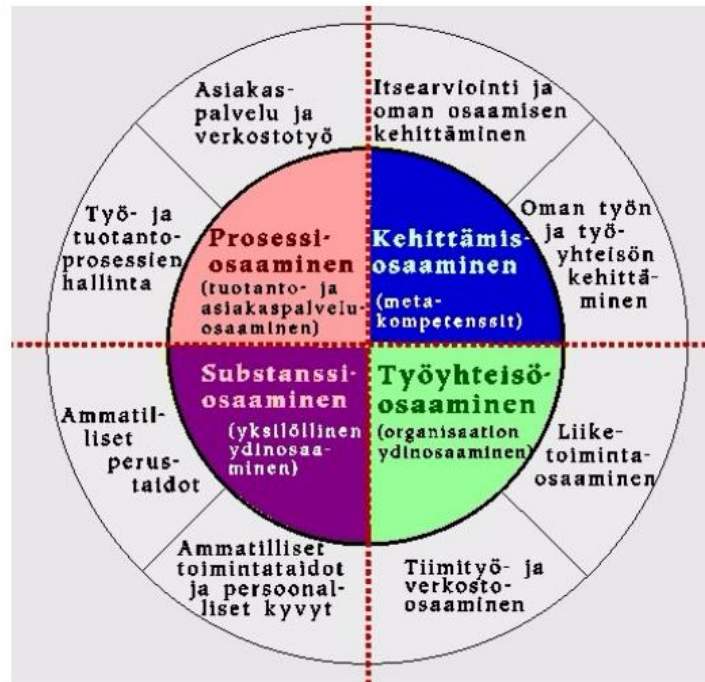 Asiakas-
palvelu ja
verkostotyö
Itsearviointi ja
oman osaamisen
kehittäminen
Työ- ja
tuotanto-
prosessien
hallinta
Prosessi-
osaaminen
(tuotanto- ja
asiakaspalvelu-
osaaminen)
Kehittämis-
osaaminen
(meta-
kompetenssit)
Oman työn
ja työ-
yhteisön
kehittä-
minen
Ammatil-
liset
perus-
taidot
Substanssi-
osaaminen
(yksilöllinen
ydinosaa-
minen)
Työyhteisö-
osaaminen
(organisaation
ydinosaaminen)
Liike-
toiminta-
osaaminen
Ammatilliset
toimintataidot
ja persoonal-
liset kyvyt
Tiimityö- ja
verkosto-
osaaminen